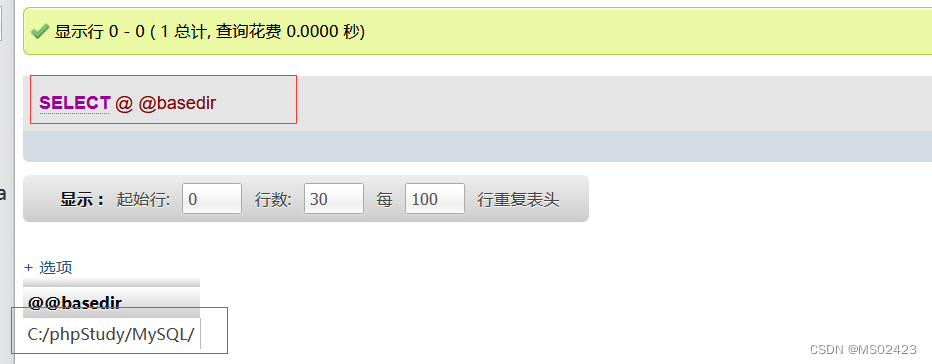 显示行 0 - 0 ( 1 总计, 查询花费 0.0000 秒)
SELECT @ @basedir
a
显示： 起始行: 0 行数: 30 每 100 行重复表头
+ 选项
@@basedir
C:/phpStudy/MySQL/
CSDN @MS02423